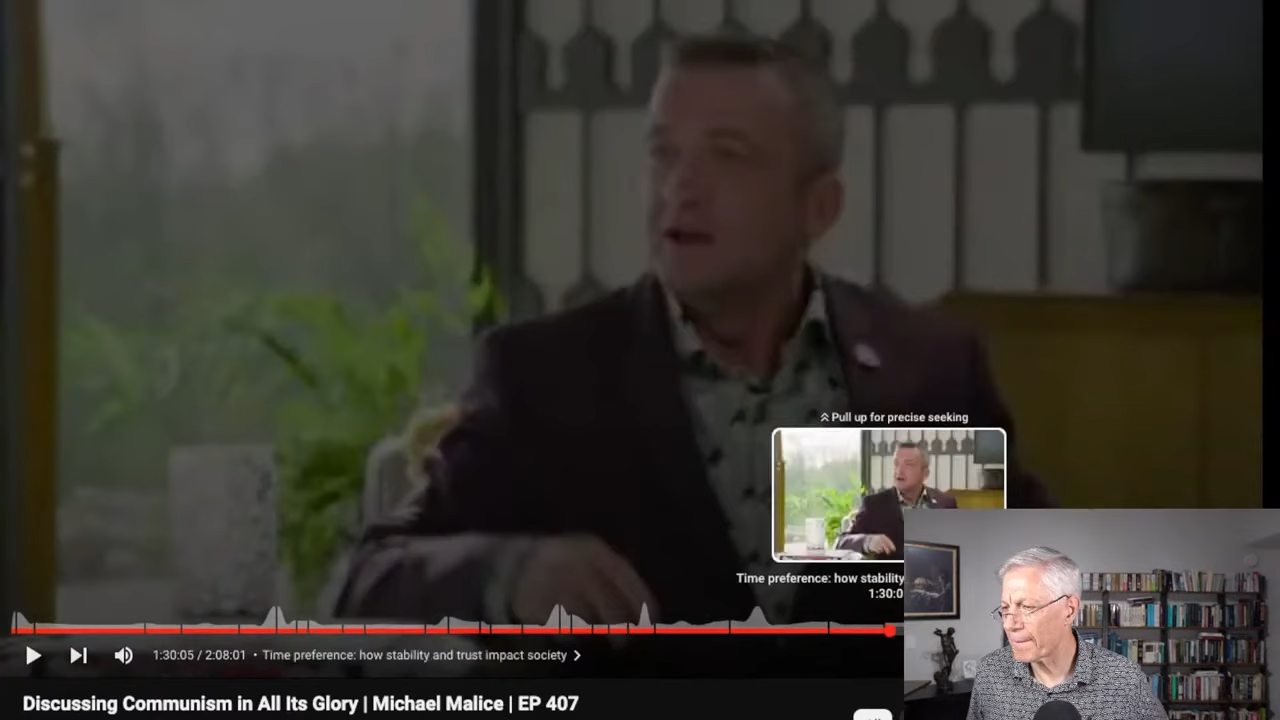 Pull up for precise seeking
Time preference: how stability
1:30:0
1:30:05 / 2:08:01 • Time preference: how stability and trust impact society
Discussing Communism in All Its Glory | Michael Malice | EP 407